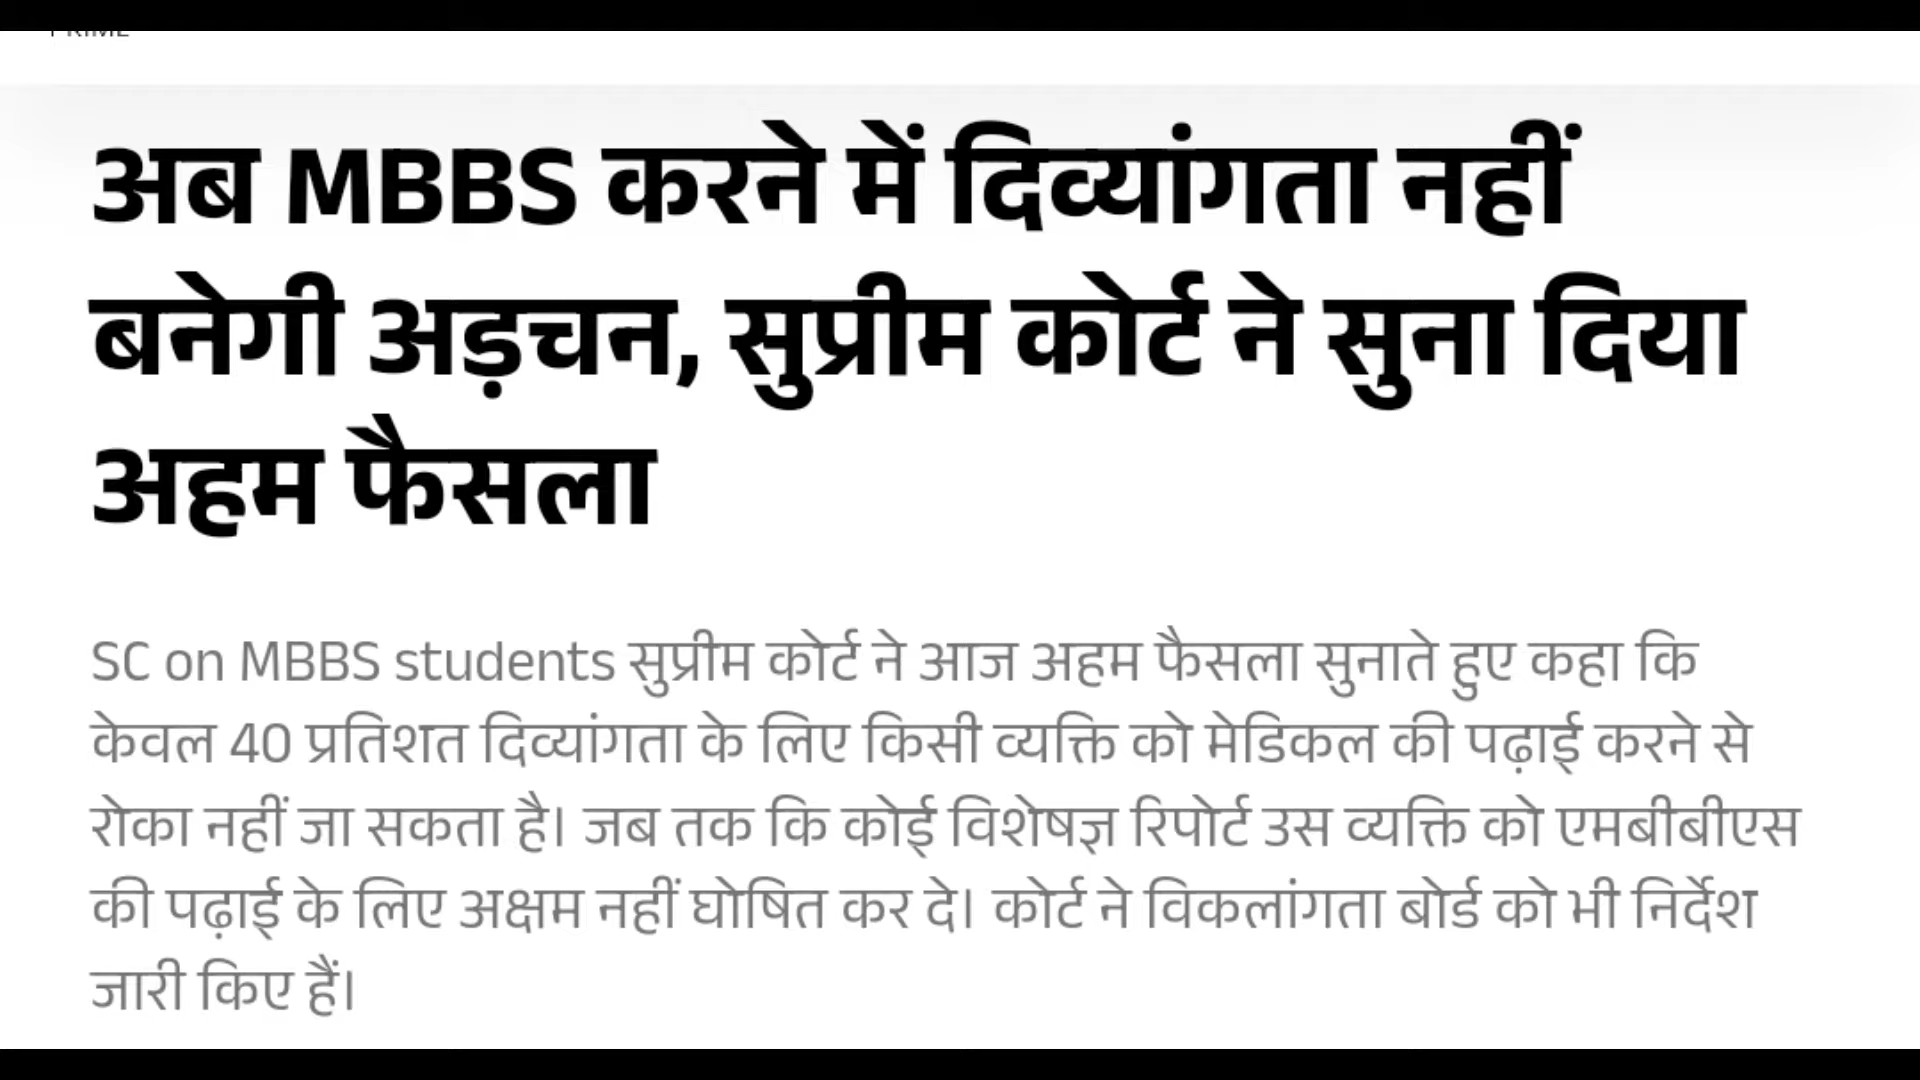 अब MBBS करने में दिव्यांगता नहीं
बनेगी अड़चन, सुप्रीम कोर्ट ने सुना दिया
अहम फैसला
SC on MBBS students सुप्रीम कोर्ट ने आज अहम फैसला सुनाते हुए कहा कि
केवल 40 प्रतिशत दिव्यांगता के लिए किसी व्यक्ति को मेडिकल की पढ़ाई करने से
रोका नहीं जा सकता है। जब तक कि कोई विशेषज्ञ रिपोर्ट उस व्यक्ति को एमबीबीएस
की पढ़ाई के लिए अक्षम नहीं घोषित कर दे। कोर्ट ने विकलांगता बोर्ड को भी निर्देश
जारी किए हैं।